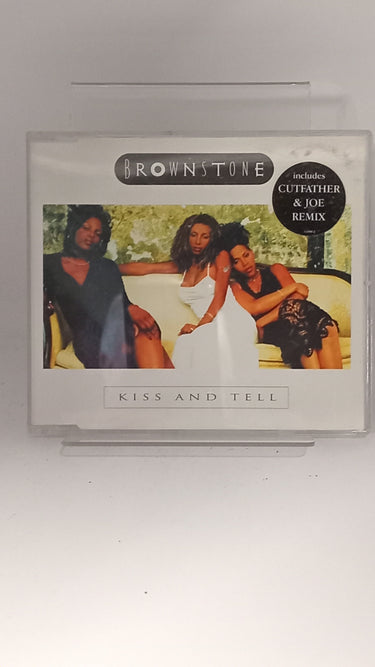 BROWNSTONE
includes
CUTFATHER
& JOE
REMIX
KISS AND TELL